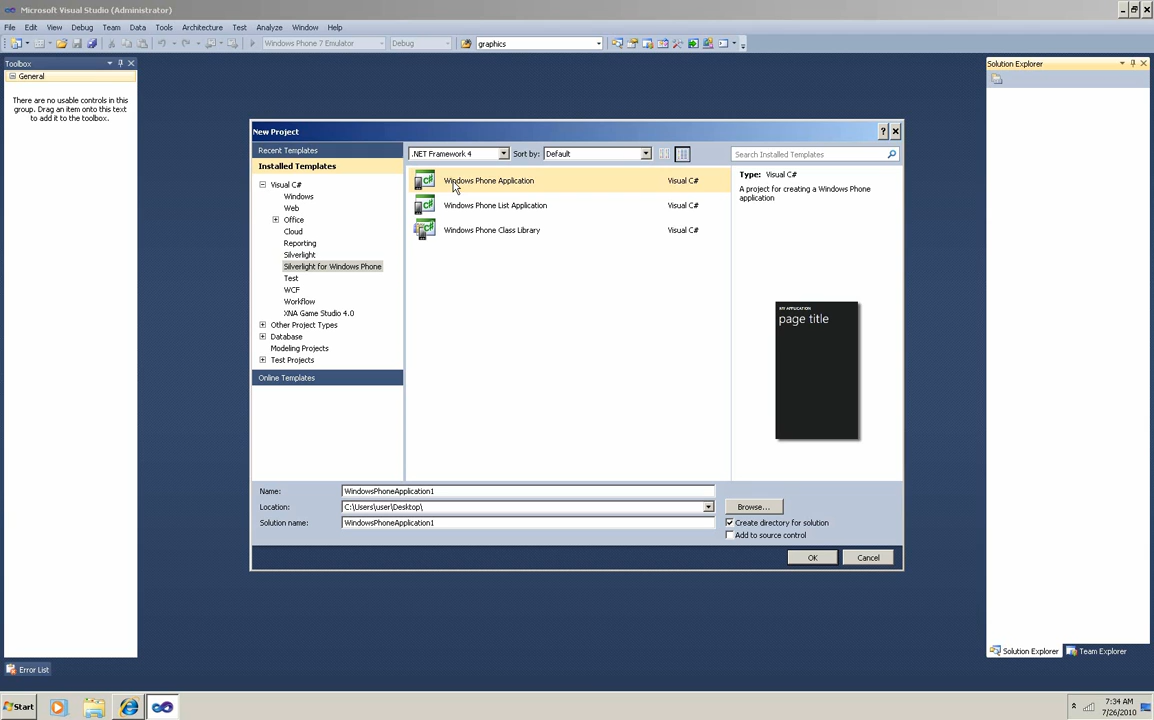 Microsoft Visual Studio (Administrator)
File Edit View Debug Team Data Tools Architecture Test Analyze Window Help
Windows Phone 7 Emulator Debug graphics
Toolbox
General
There are no usable controls in this
group. Drag an item onto this text
to add it to the toolbox.
New Project
Recent Templates
Installed Templates
Visual C#
Windows
Web
Office
Cloud
Reporting
Silverlight
Silverlight for Windows Phone
Test
WCF
Workflow
XNA Game Studio 4.0
Other Project Types
Database
Modeling Projects
Test Projects
Online Templates
.NET Framework 4 Sort by: Default
Windows Phone Application Visual C#
Windows Phone List Application Visual C#
Windows Phone Class Library Visual C#
Search Installed Templates
Type: Visual C#
A project for creating a Windows Phone
application
MY APPLICATION
page title
Name: WindowsPhoneApplication1
Location: C:\Users\user\Desktop\ Browse...
Solution name: WindowsPhoneApplication1
Create directory for solution
Add to source control
OK Cancel
Solution Explorer
Solution Explorer Team Explorer
Error List
Start
7:34 AM
7/26/2010